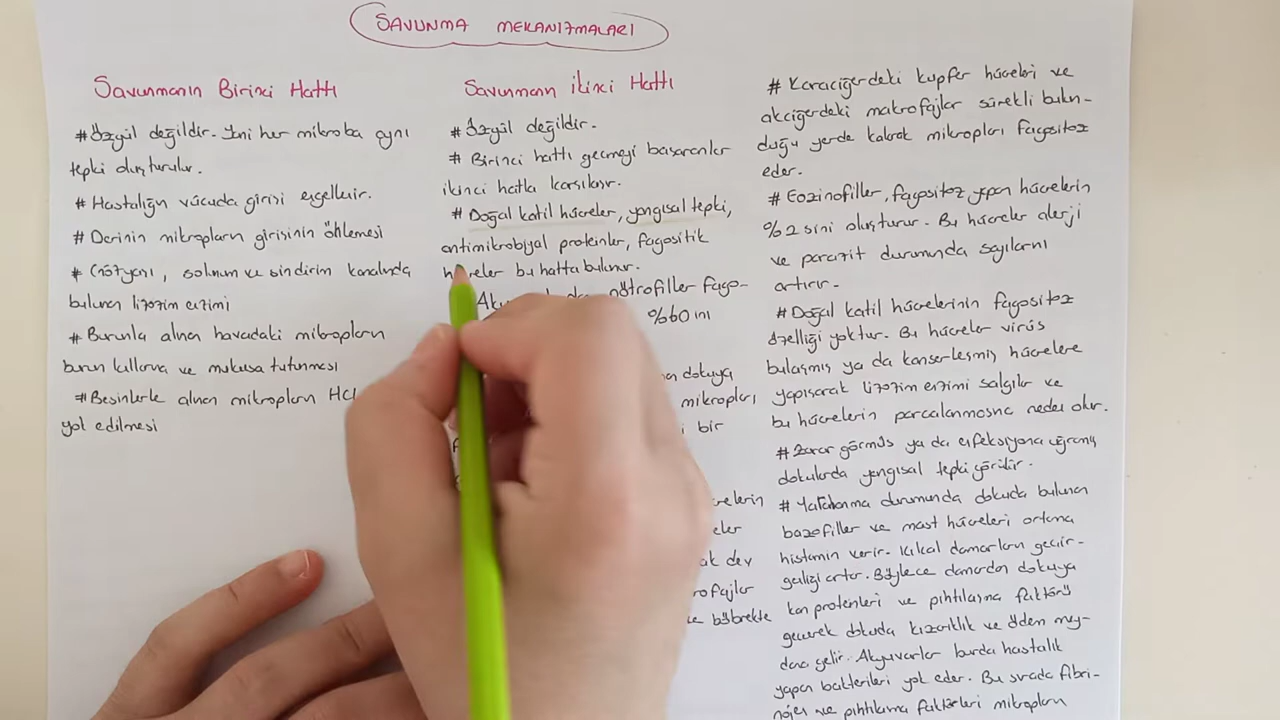 SAVUNMA MEKANİZMALARI
Savunmanın Birinci Hattı
#Özgül değildir. Yani her mikroba aynı
tepki oluşturulur.
#Hastalığın vücuda girişi engellenir.
#Derinin mikropların girişinin önlemesi
# Gözyaşı, solunum ve sindirim kanalında
bulunan lizozim enzimi
# Burunla alınan havadaki mikropların
burun kıllarına ve mukusa tutunması
#Besinlerle alınan mikropların HCl
yok edilmesi
Savunmanın İkinci Hattı
# Özgül değildir.
# Birinci hattı geçmeyi başaranlar
ikinci hatla karşılaşır.
# Doğal katil hücreler, yangısal tepki,
antimikrobiyal proteinler, fagositik
hücreler bu hatta bulunur.
nötrofiller fago-
%60 ını
dokuya
mikropları
bir
ak dev
ve böbrekte
# Karaciğerdeki kupfer hücreleri ve
akciğerdeki makrofajlar sürekli bulun-
duğu yerde kalarak mikropları fagositoz
eder.
# Eozinofiller, fagositoz yapan hücrelerin
%2 sini oluşturur. Bu hücreler alerji
ve parazit durumunda sayılarını
artırır.
# Doğal katil hücrelerinin fagositoz
özelliği yoktur. Bu hücreler virüs
bulaşmış ya da kanserleşmiş hücrelere
yapışarak lizozim enzimi salgılar ve
bu hücrelerin parçalanmasına neden olur.
# Zarar görmüş ya da enfeksiyona uğramış
dokularda yangısal tepki görülür.
# Yaralanma durumunda dokuda bulunan
bazofiller ve mast hücreleri ortama
histamin verir. Kılcal damarların geçir-
genliği artar. Böylece damardan dokuya
kan proteinleri ve pıhtılaşma faktörü
geçerek dokuda kızarıklık ve ödem mey-
dana gelir. Akyuvarlar burda hastalık
yapan bakterileri yok eder. Bu sırada fibri-
nojen ve pıhtılaşma faktörleri mikropların